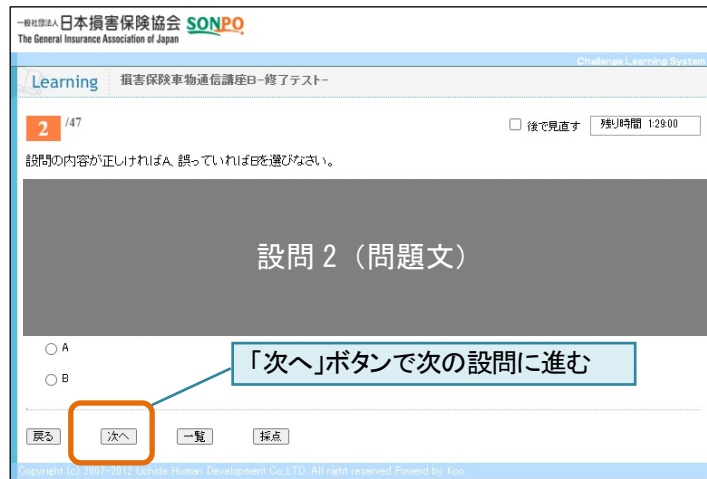 一般社団法人 日本損害保険協会 SONPO
The General Insurance Association of Japan
Challenge Learning System
Learning 損害保険車物通信講座B-修了テスト-
2 /47
後で見直す 残り時間 1:29:00
設問の内容が正しければA、誤っていればBを選びなさい。
設問２（問題文）
A
「次へ」ボタンで次の設問に進む
B
戻る 次へ 一覧 採点
Copyright (c) 2007-2012 Uchida Human Development Co.,LTD. All right reserved Powerd by Koo.